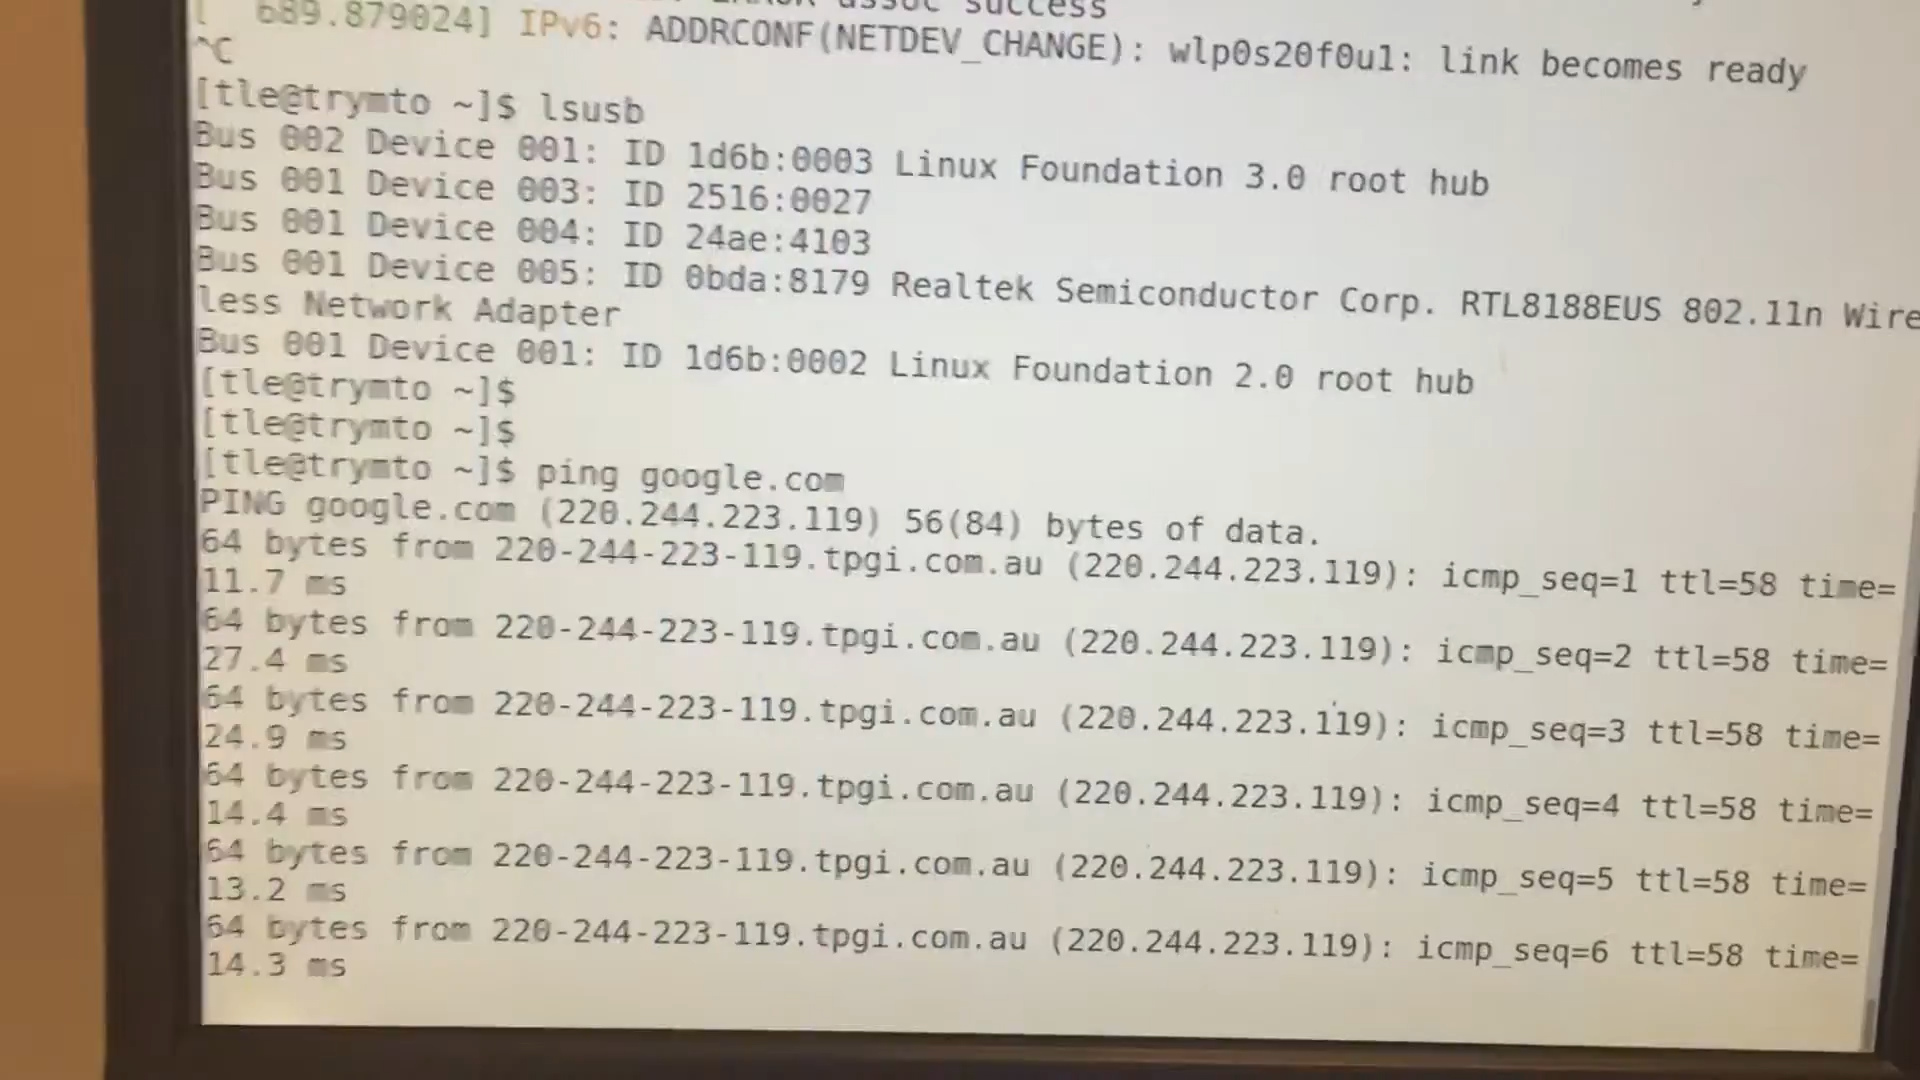 assoc success
[  689.879024] IPv6: ADDRCONF(NETDEV_CHANGE): wlp0s20f0u1: link becomes ready
^C
[tle@trymto ~]$ lsusb
Bus 002 Device 001: ID 1d6b:0003 Linux Foundation 3.0 root hub
Bus 001 Device 003: ID 2516:0027
Bus 001 Device 004: ID 24ae:4103
Bus 001 Device 005: ID 0bda:8179 Realtek Semiconductor Corp. RTL8188EUS 802.11n Wire
less Network Adapter
Bus 001 Device 001: ID 1d6b:0002 Linux Foundation 2.0 root hub
[tle@trymto ~]$
[tle@trymto ~]$
[tle@trymto ~]$ ping google.com
PING google.com (220.244.223.119) 56(84) bytes of data.
64 bytes from 220-244-223-119.tpgi.com.au (220.244.223.119): icmp_seq=1 ttl=58 time=
11.7 ms
64 bytes from 220-244-223-119.tpgi.com.au (220.244.223.119): icmp_seq=2 ttl=58 time=
27.4 ms
64 bytes from 220-244-223-119.tpgi.com.au (220.244.223.119): icmp_seq=3 ttl=58 time=
24.9 ms
64 bytes from 220-244-223-119.tpgi.com.au (220.244.223.119): icmp_seq=4 ttl=58 time=
14.4 ms
64 bytes from 220-244-223-119.tpgi.com.au (220.244.223.119): icmp_seq=5 ttl=58 time=
13.2 ms
64 bytes from 220-244-223-119.tpgi.com.au (220.244.223.119): icmp_seq=6 ttl=58 time=
14.3 ms